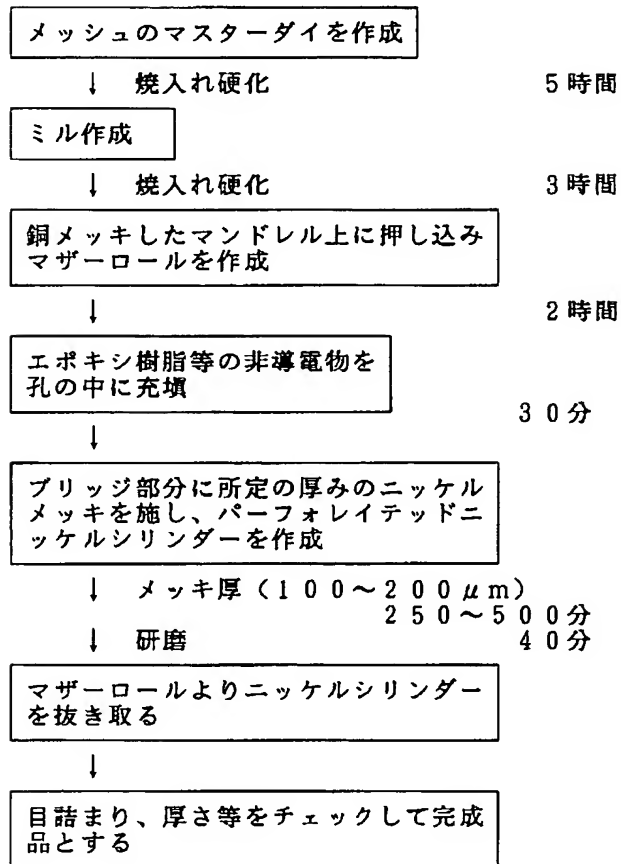 メッシュのマスターダイを作成
↓ 焼入れ硬化 5時間
ミル作成
↓ 焼入れ硬化 3時間
銅メッキしたマンドレル上に押し込み
マザーロールを作成
↓ 2時間
エポキシ樹脂等の非導電物を
孔の中に充塡
30分
↓
ブリッジ部分に所定の厚みのニッケル
メッキを施し、パーフォレイテッドニ
ッケルシリンダーを作成
↓ メッキ厚(100~200μm)
250~500分
↓ 研磨 40分
マザーロールよりニッケルシリンダー
を抜き取る
↓
目詰まり、厚さ等をチェックして完成
品とする